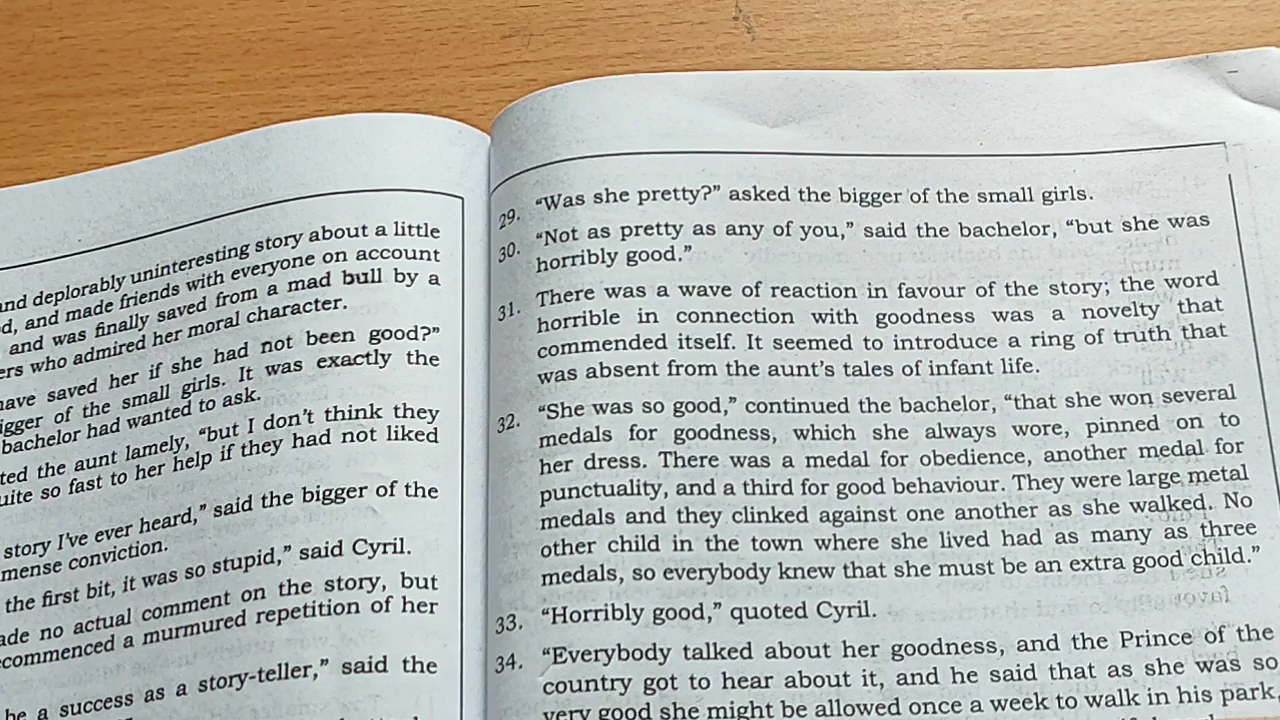 and deplorably uninteresting story about a little
d, and made friends with everyone on account
and was finally saved from a mad bull by a
ers who admired her moral character.
have saved her if she had not been good?”
igger of the small girls. It was exactly the
bachelor had wanted to ask.
ted the aunt lamely, “but I don’t think they
uite so fast to her help if they had not liked
story I’ve ever heard,” said the bigger of the
mense conviction.
the first bit, it was so stupid,” said Cyril.
ade no actual comment on the story, but
commenced a murmured repetition of her
be a success as a story-teller,” said the
29. “Was she pretty?” asked the bigger of the small girls.
30. “Not as pretty as any of you,” said the bachelor, “but she was
horribly good.”
31. There was a wave of reaction in favour of the story; the word
horrible in connection with goodness was a novelty that
commended itself. It seemed to introduce a ring of truth that
was absent from the aunt’s tales of infant life.
32. “She was so good,” continued the bachelor, “that she won several
medals for goodness, which she always wore, pinned on to
her dress. There was a medal for obedience, another medal for
punctuality, and a third for good behaviour. They were large metal
medals and they clinked against one another as she walked. No
other child in the town where she lived had as many as three
medals, so everybody knew that she must be an extra good child.”
33. “Horribly good,” quoted Cyril.
34. “Everybody talked about her goodness, and the Prince of the
country got to hear about it, and he said that as she was so
very good she might be allowed once a week to walk in his park,